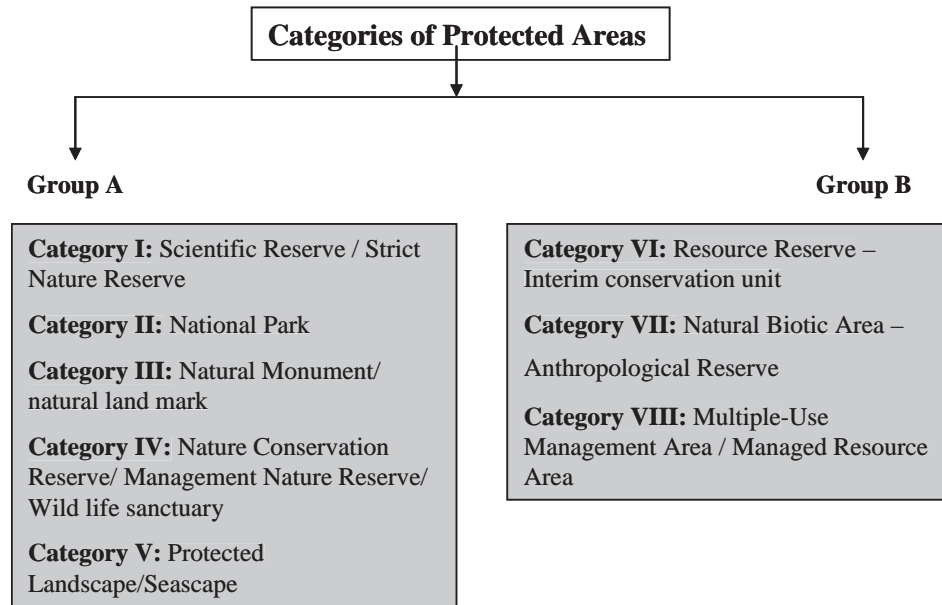 Categories of Protected Areas
Group A
Group B
Category I: Scientific Reserve / Strict
Nature Reserve
Category II: National Park
Category III: Natural Monument/
natural land mark
Category IV: Nature Conservation
Reserve/ Management Nature Reserve/
Wild life sanctuary
Category V: Protected
Landscape/Seascape
Category VI: Resource Reserve –
Interim conservation unit
Category VII: Natural Biotic Area –
Anthropological Reserve
Category VIII: Multiple-Use
Management Area / Managed Resource
Area